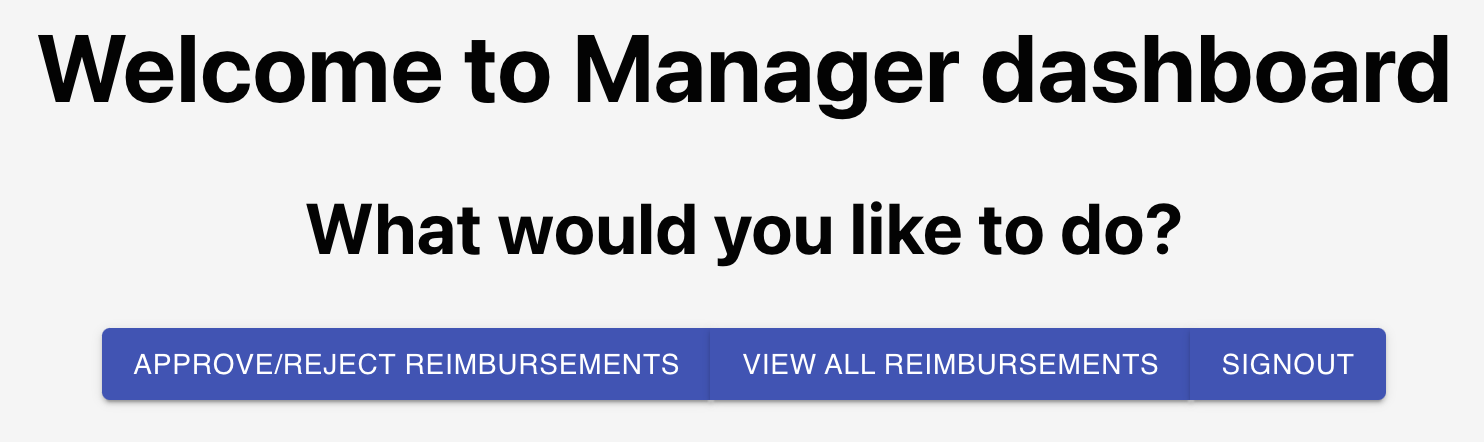 Welcome to Manager dashboard
What would you like to do?
APPROVE/REJECT REIMBURSEMENTS VIEW ALL REIMBURSEMENTS SIGNOUT